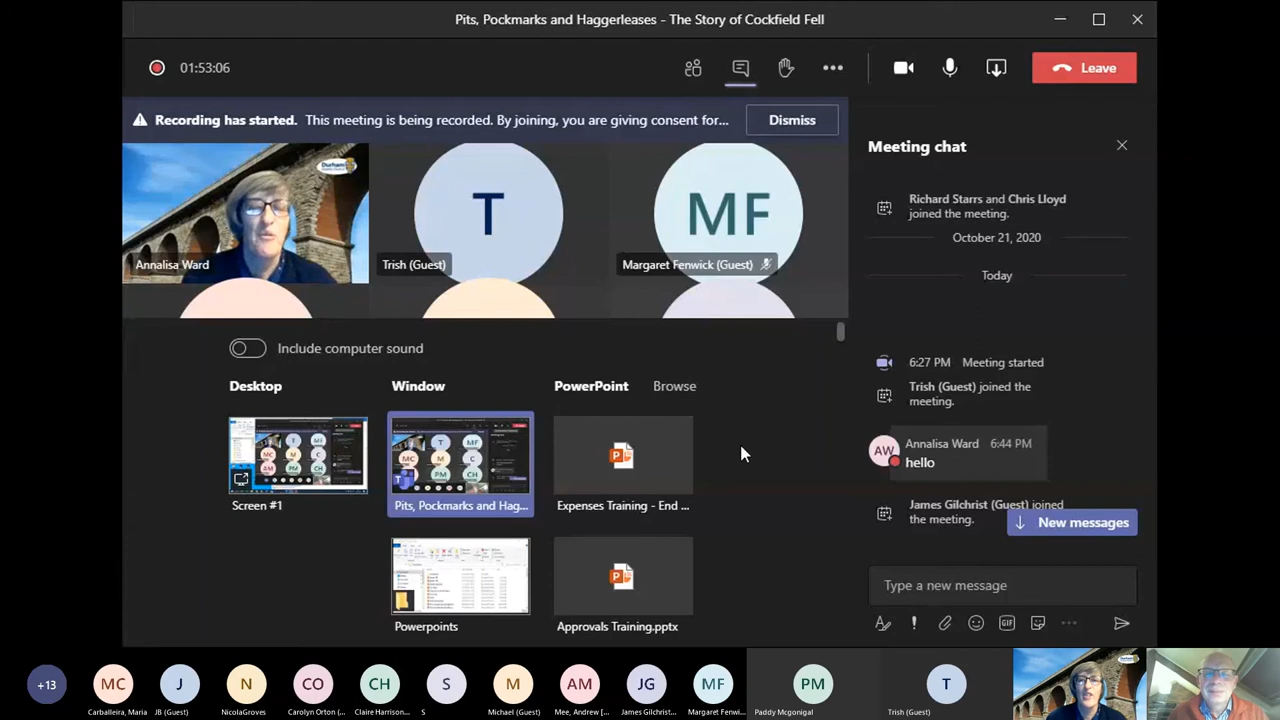 Pits, Pockmarks and Haggerleases - The Story of Cockfield Fell
01:53:06
Leave
Recording has started. This meeting is being recorded. By joining, you are giving consent for...
Dismiss
Durham
T
MF
Annalisa Ward
Trish (Guest)
Margaret Fenwick (Guest)
Include computer sound
Desktop
Window
PowerPoint
Browse
Screen #1
Pits, Pockmarks and Hag...
Expenses Training - End ...
Powerpoints
Approvals Training.pptx
Meeting chat
Richard Starrs and Chris Lloyd
joined the meeting.
October 21, 2020
Today
6:27 PM Meeting started
Trish (Guest) joined the
meeting.
AW
Annalisa Ward 6:44 PM
hello
James Gilchrist (Guest) joined
the meeting.
New messages
Type a new message
GIF
+13
MC
J
N
CO
CH
S
M
AM
JG
MF
PM
T
Carballeira, Maria
JB (Guest)
NicolaGroves
Carolyn Orton (...
Claire Harrison...
S
Michael (Guest)
Mee, Andrew [...
James Gilchrist...
Margaret Fenwi...
Paddy Mcgonigal
Trish (Guest)